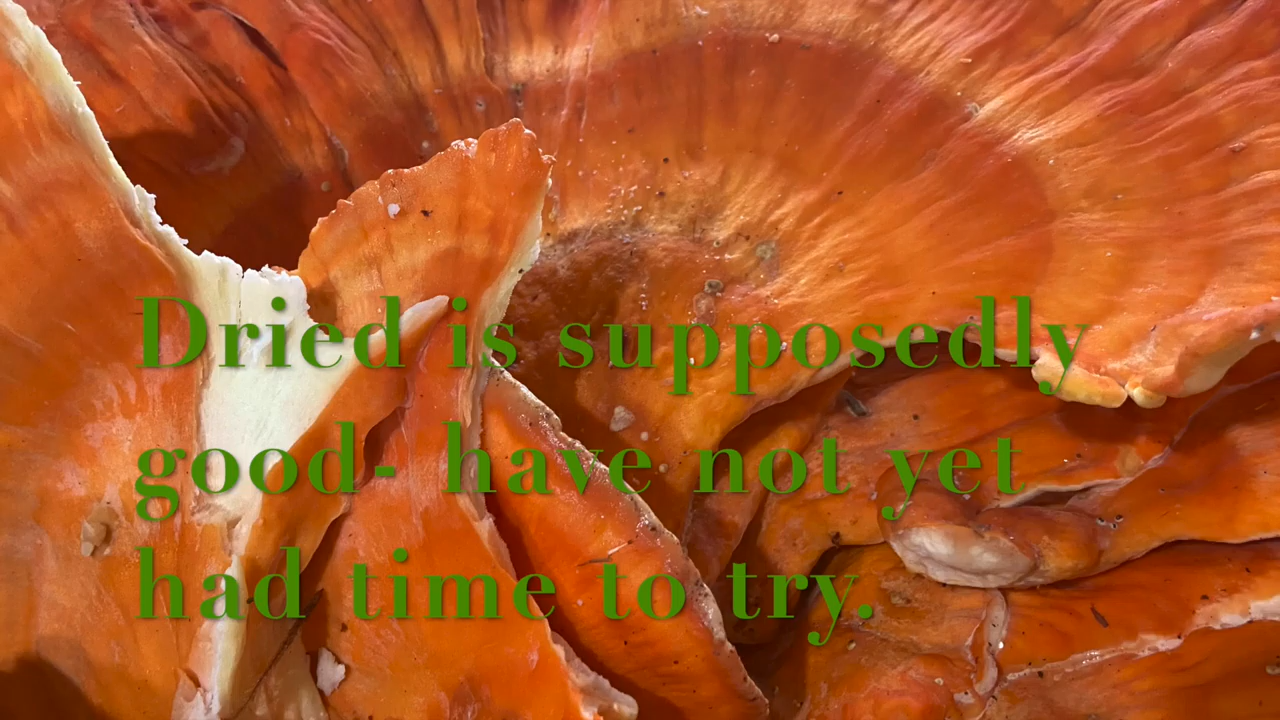 Dried is supposedly
good- have not yet
had time to try.